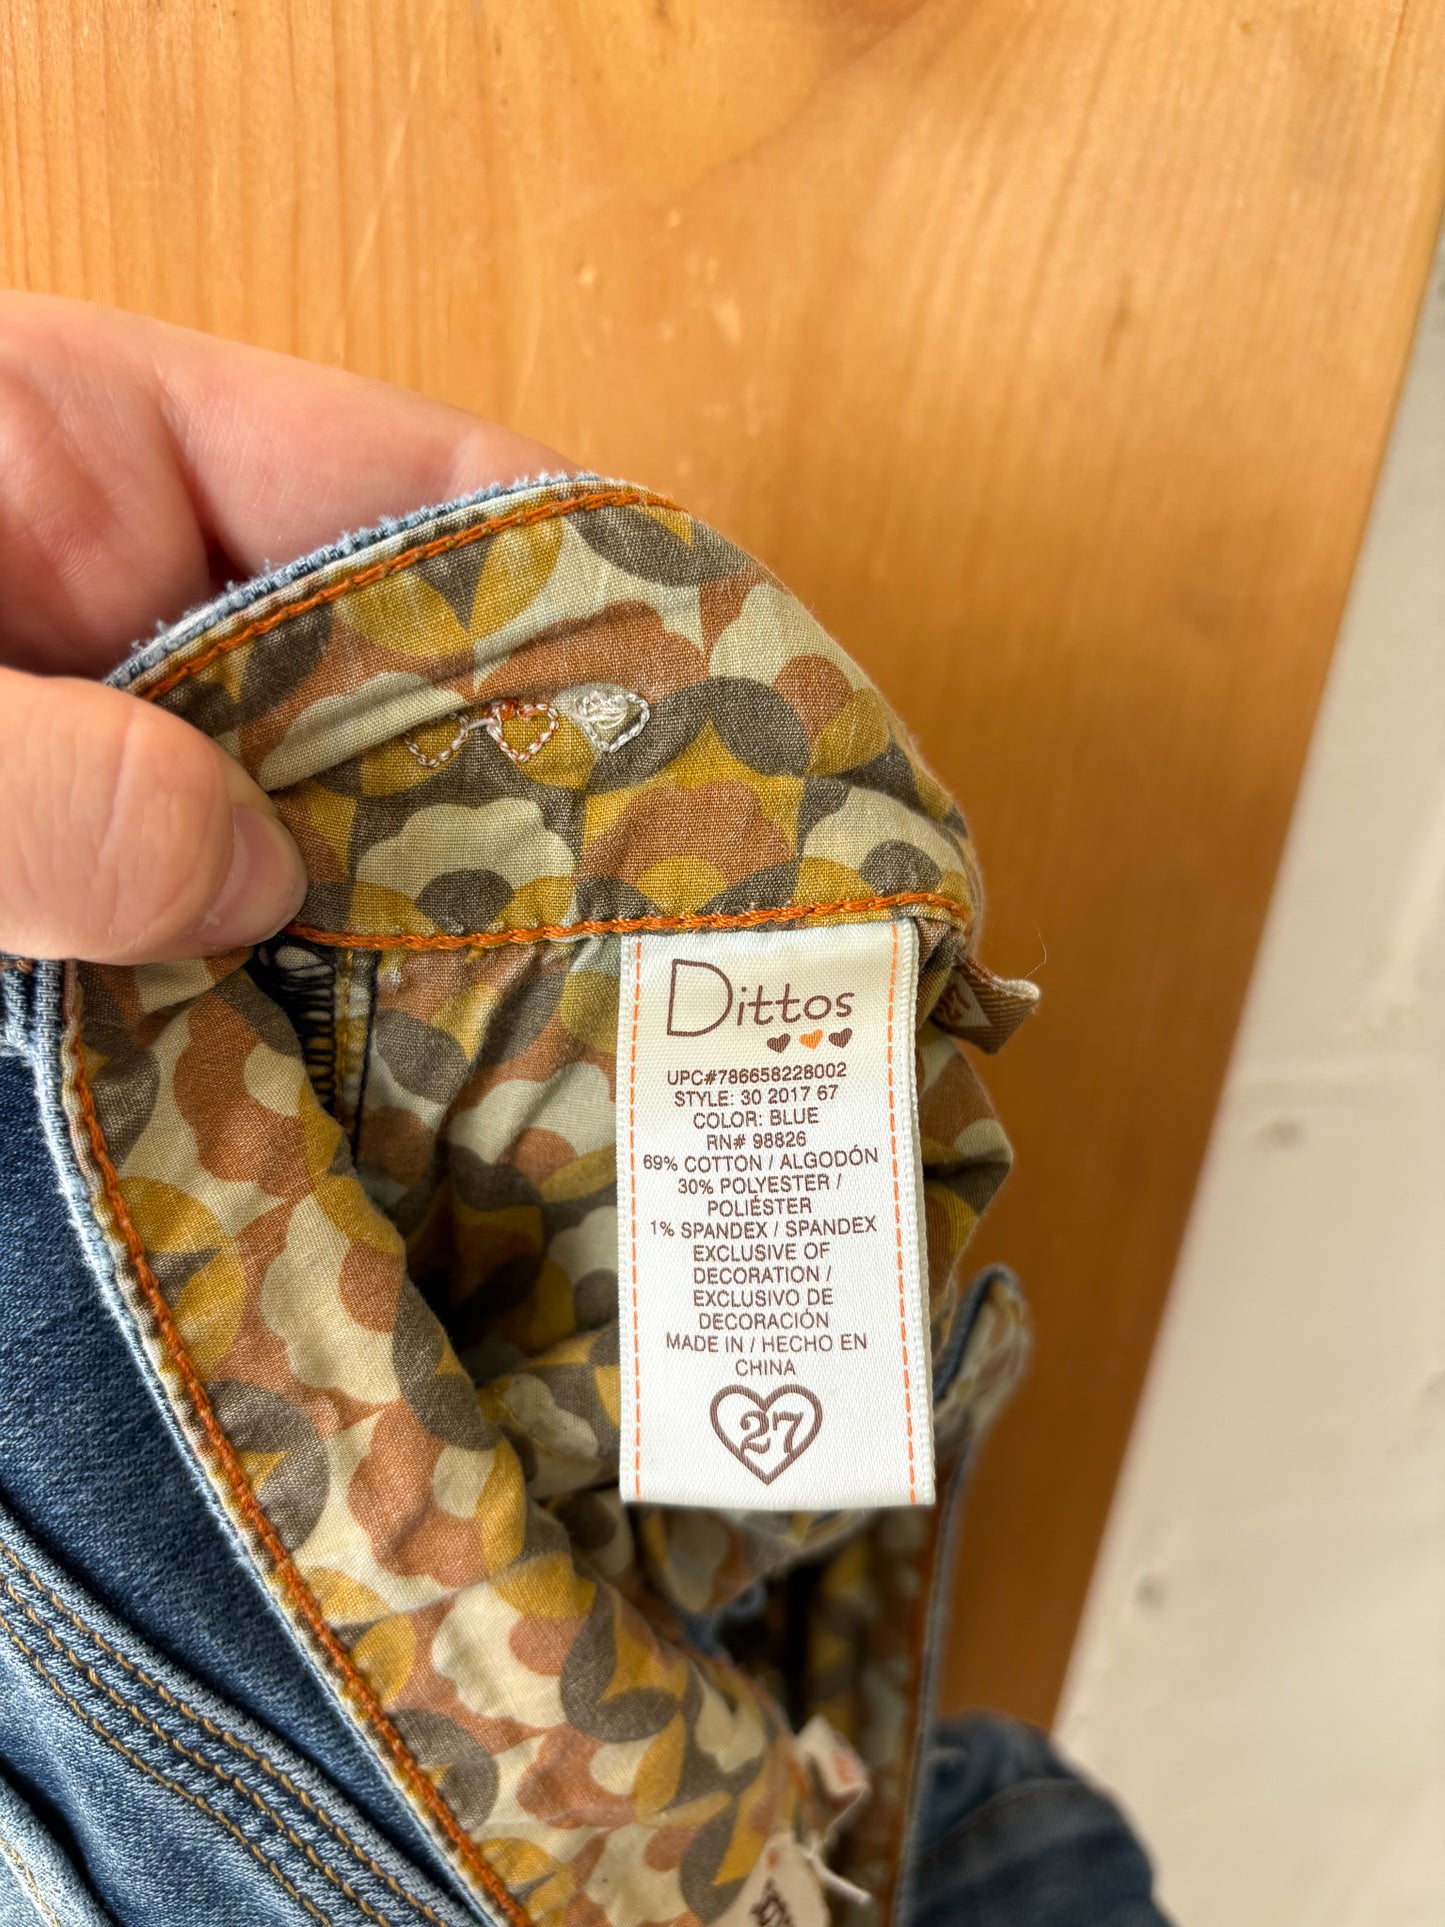 Dittos
UPC#786658228002
STYLE: 30 2017 67
COLOR: BLUE
RN# 98826
69% COTTON / ALGODÓN
30% POLYESTER /
POLIÉSTER
1% SPANDEX / SPANDEX
EXCLUSIVE OF
DECORATION /
EXCLUSIVO DE
DECORACIÓN
MADE IN / HECHO EN
CHINA
27
27